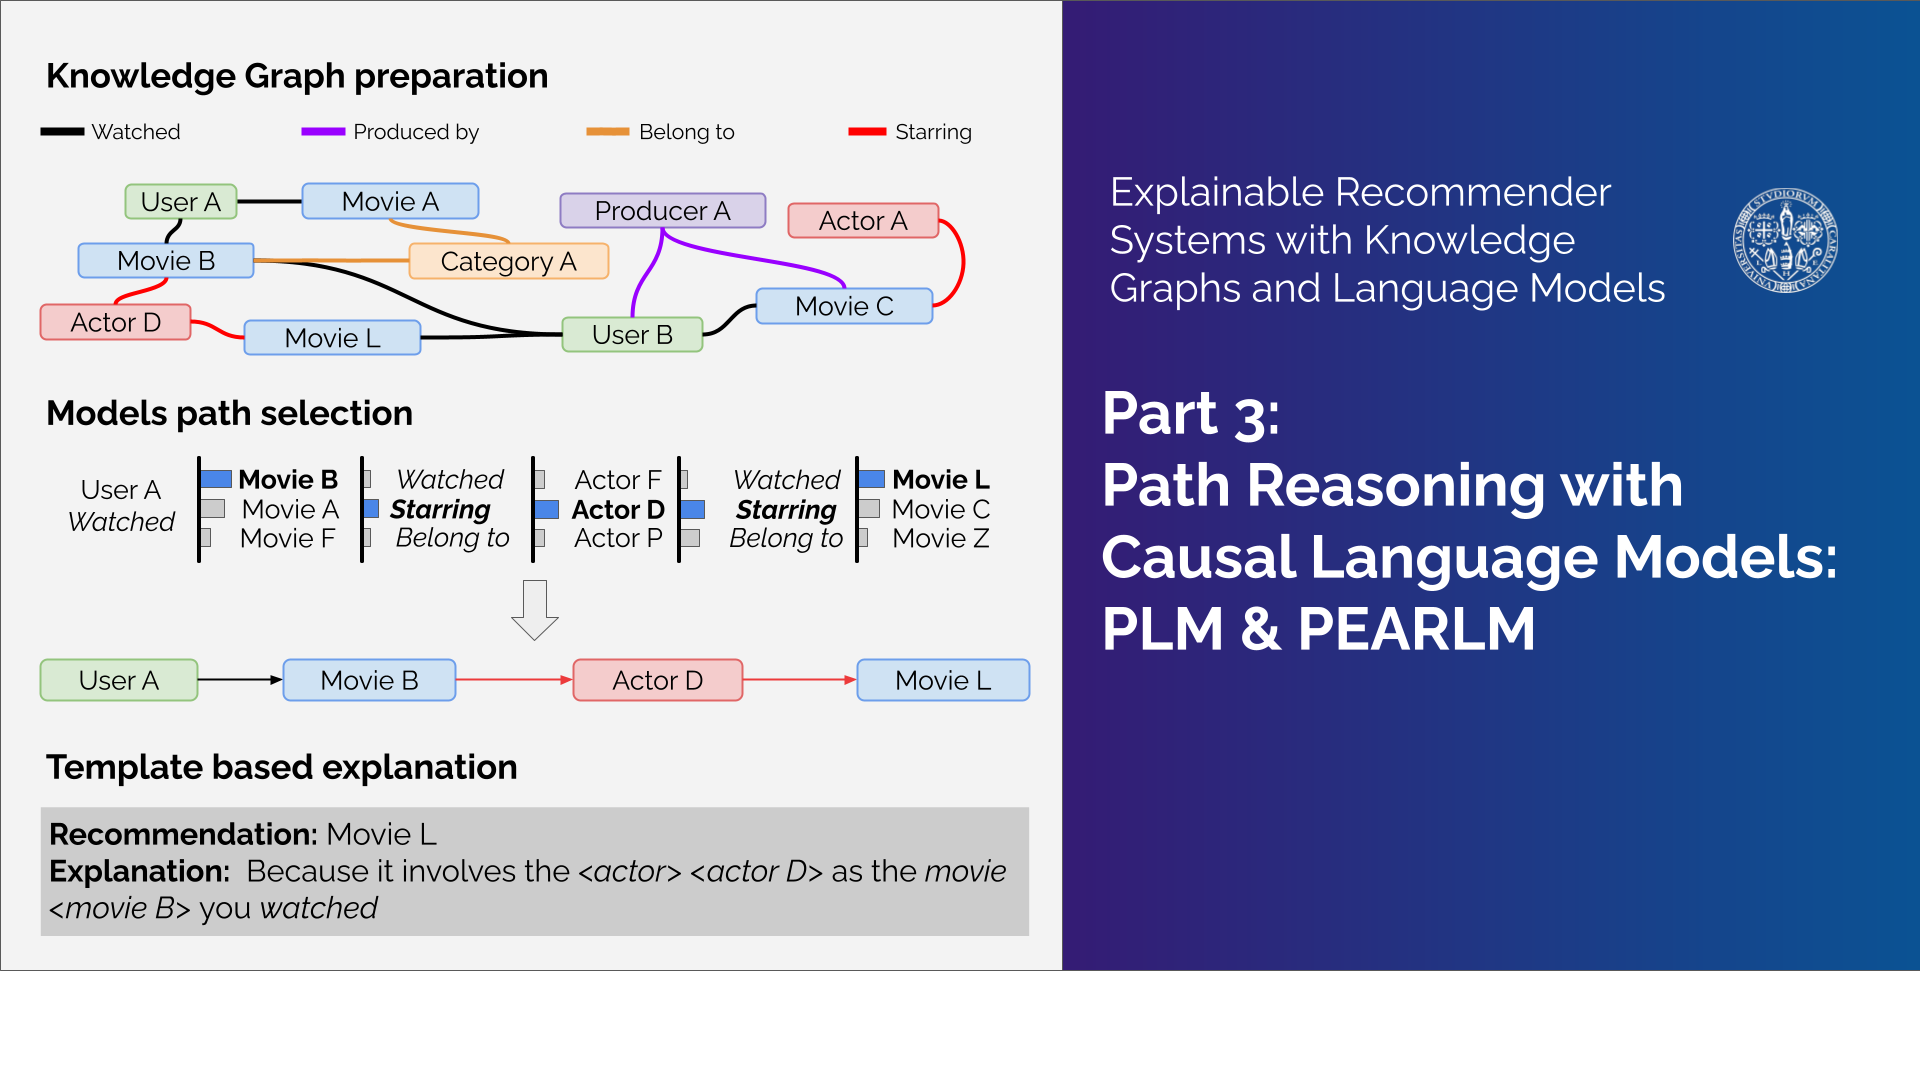 Knowledge Graph preparation
Watched
Produced by
Belong to
Starring
User A
Movie A
Producer A
Actor A
Movie B
Category A
Actor D
Movie L
User B
Movie C
Models path selection
User A
Watched
Movie B
Movie A
Movie F
Watched
Starring
Belong to
Actor F
Actor D
Actor P
Watched
Starring
Belong to
Movie L
Movie C
Movie Z
User A
Movie B
Actor D
Movie L
Template based explanation
Recommendation: Movie L
Explanation: Because it involves the <actor> <actor D> as the movie
<movie B> you watched
Explainable Recommender
Systems with Knowledge
Graphs and Language Models
Part 3:
Path Reasoning with
Causal Language Models:
PLM & PEARLM